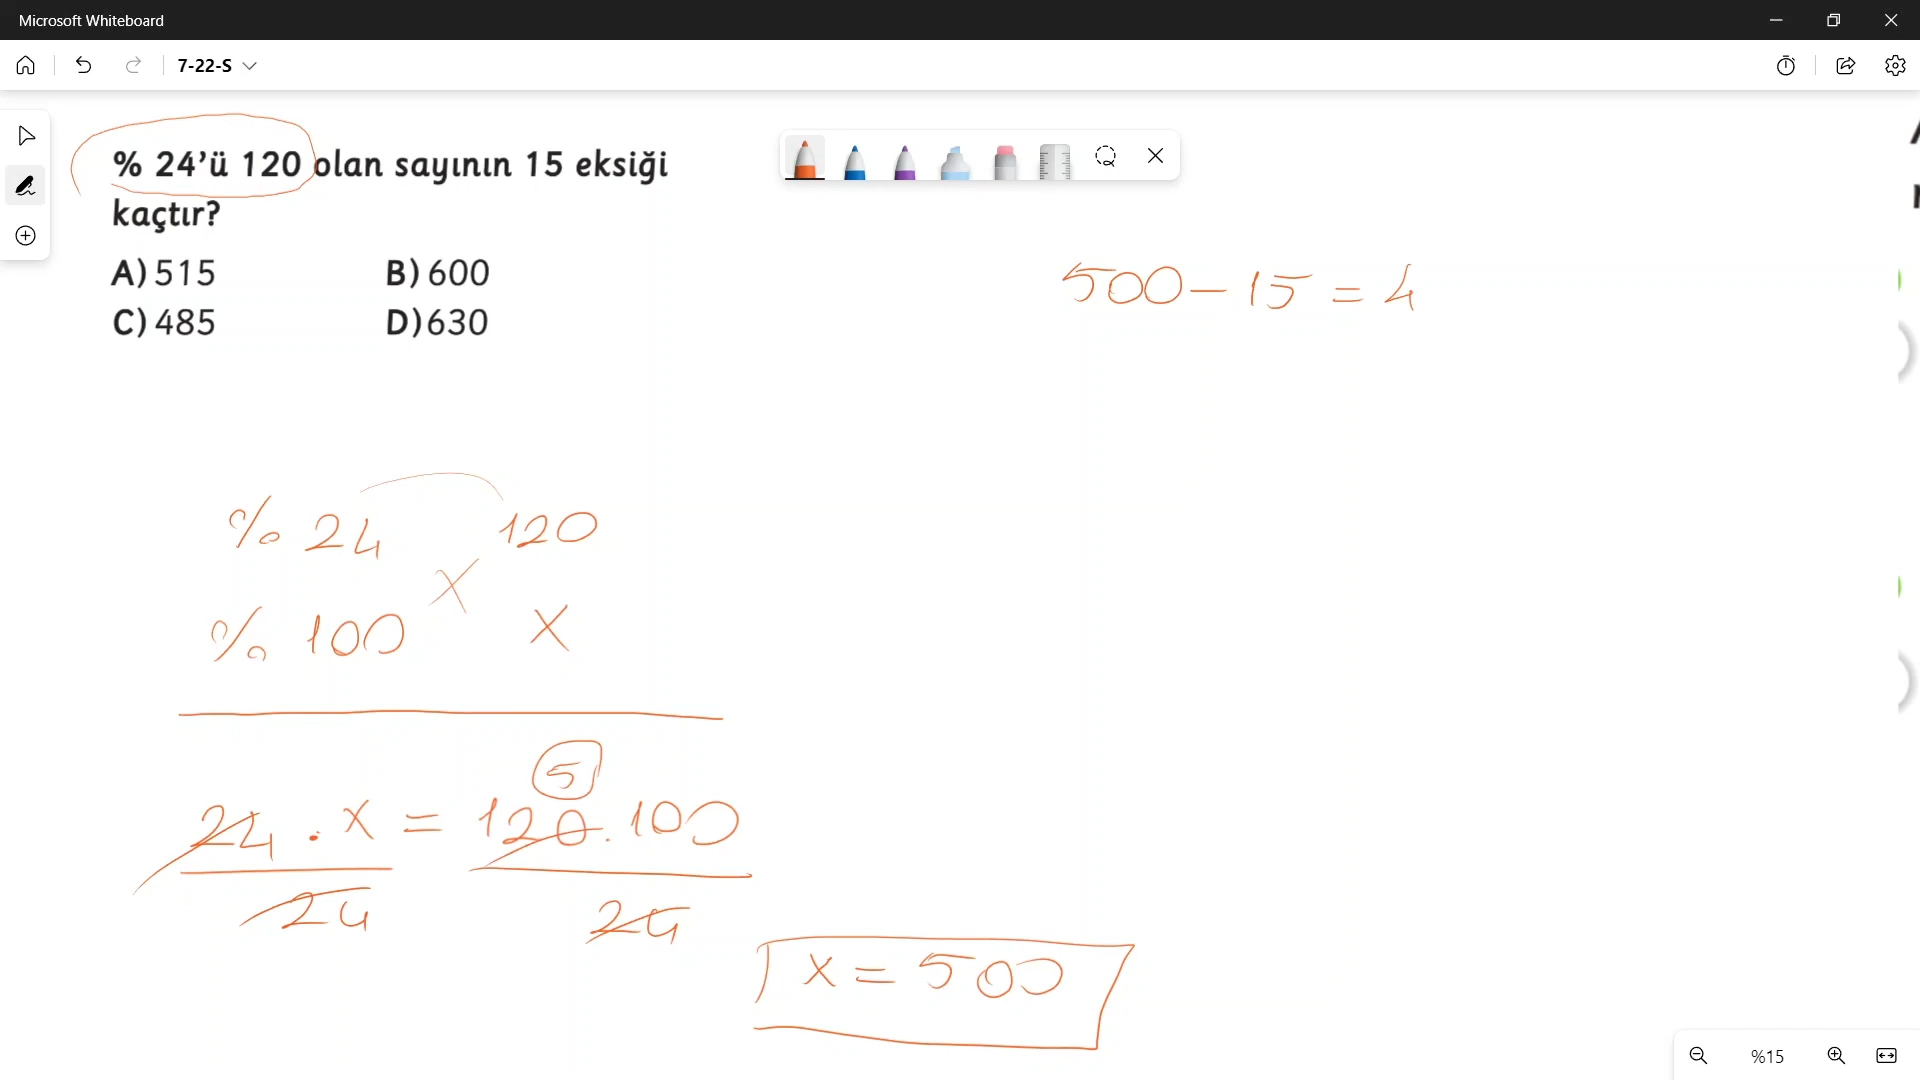 Microsoft Whiteboard
7-22-S
% 24'ü 120 olan sayının 15 eksiği
kaçtır?
A) 515 B) 600
C) 485 D) 630
500 - 15 = 4
% 24 120
x
% 100 x
5
24 . x = 120 . 100
24 24
x = 500
%15